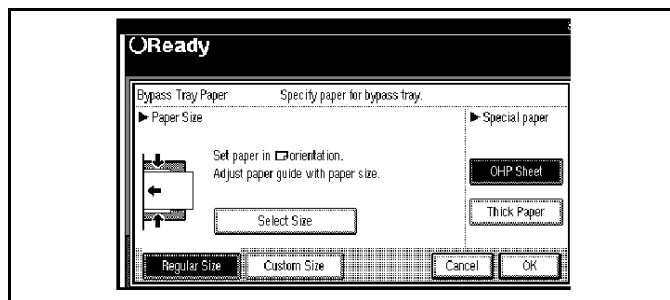 Ready
Bypass Tray Paper Specify paper for bypass tray.
► Paper Size
► Special paper
Set paper in orientation.
Adjust paper guide with paper size.
OHP Sheet
Select Size
Thick Paper
Regular Size
Custom Size
Cancel
OK